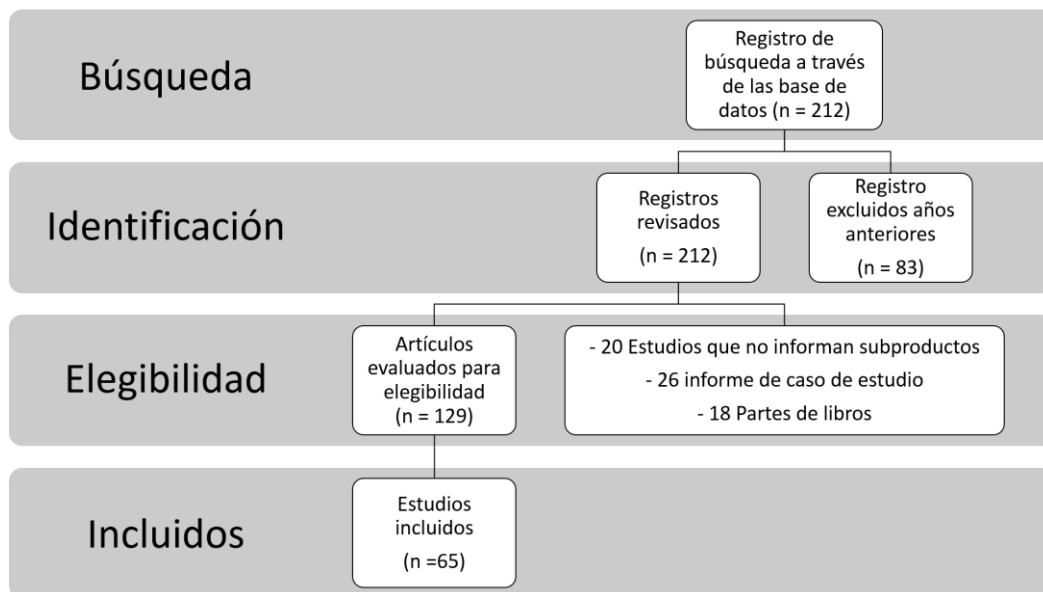 Búsqueda
Registro de
búsqueda a través
de las base de
datos (n = 212)
Identificación
Registros
revisados
(n = 212)
Registro
excluidos años
anteriores
(n = 83)
Elegibilidad
Artículos
evaluados para
elegibilidad
(n = 129)
- 20 Estudios que no informan subproductos
- 26 informe de caso de estudio
- 18 Partes de libros
Incluidos
Estudios
incluidos
(n =65)